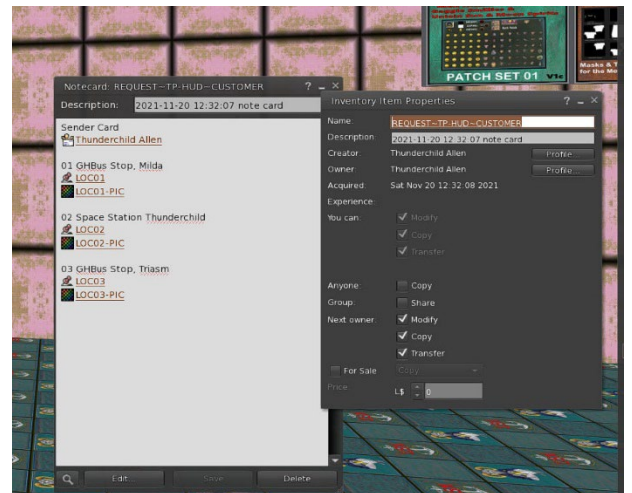 PATCH SET 01 V1c
Masks & T
for the Mo
Notecard: REQUEST~TP-HUD~CUSTOMER ? _ ×
Description: 2021-11-20 12:32:07 note card
Sender Card
Thunderchild Allen
01 GHBus Stop, Milda
LOC01
LOC01-PIC
02 Space Station Thunderchild
LOC02
LOC02-PIC
03 GHBus Stop, Triasm
LOC03
LOC03-PIC
Edit...
Save
Delete
Inventory Item Properties ? _ ×
Name: REQUEST~TP-HUD~CUSTOMER
Description: 2021-11-20 12:32:07 note card
Creator: Thunderchild Allen Profile...
Owner: Thunderchild Allen Profile...
Acquired: Sat Nov 20 12:32:08 2021
Experience:
You can: Modify
Copy
Transfer
Anyone: Copy
Group: Share
Next owner: Modify
Copy
Transfer
For Sale Copy
Price: L$ 0